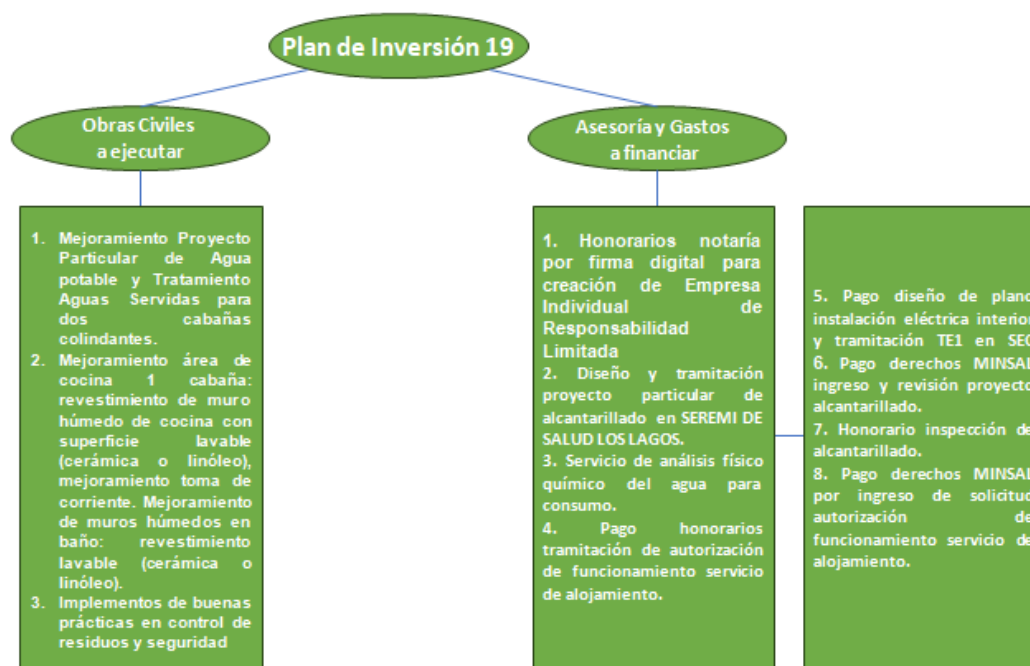 Plan de Inversión 19
Obras Civiles
a ejecutar
Asesoría y Gastos
a financiar
1. Mejoramiento Proyecto
Particular de Agua
potable y Tratamiento
Aguas Servidas para
dos cabañas
colindantes.
2. Mejoramiento área de
cocina 1 cabaña:
revestimiento de muro
húmedo de cocina con
superficie lavable
(cerámica o linóleo),
mejoramiento toma de
corriente. Mejoramiento
de muros húmedos en
baño: revestimiento
lavable (cerámica o
linóleo).
3. Implementos de buenas
prácticas en control de
residuos y seguridad
1. Honorarios notaría
por firma digital para
creación de Empresa
Individual de
Responsabilidad
Limitada
2. Diseño y tramitación
proyecto particular de
alcantarillado en SEREMI DE
SALUD LOS LAGOS.
3. Servicio de análisis físico
químico del agua para
consumo.
4. Pago honorarios
tramitación de autorización
de funcionamiento servicio
de alojamiento.
5. Pago diseño de plano
instalación eléctrica interior
y tramitación TE1 en SEC
6. Pago derechos MINSAL
ingreso y revisión proyecto
alcantarillado.
7. Honorario inspección de
alcantarillado.
8. Pago derechos MINSAL
por ingreso de solicitud
autorización de
funcionamiento servicio de
alojamiento.